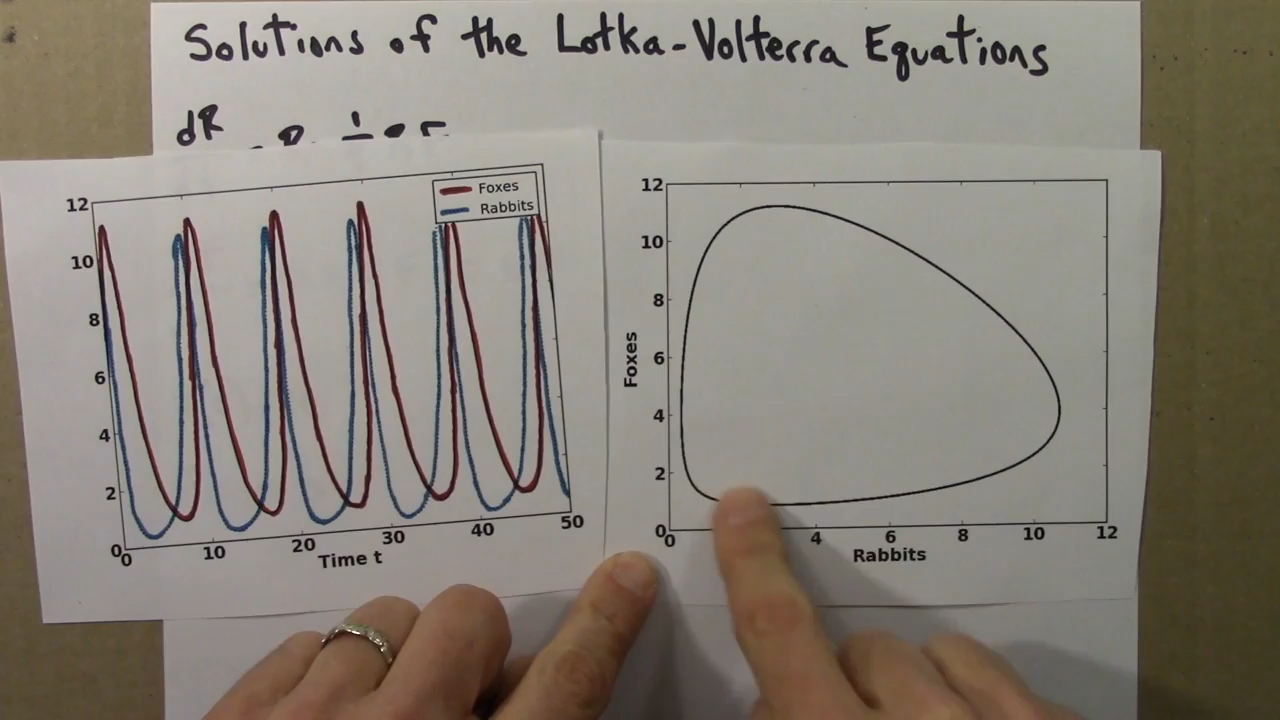 Solutions of the Lotka-Volterra Equations
dR
12
10
8
6
4
2
0
0 10 20 30 40 50
Time t
Foxes
Rabbits
12
10
8
6
4
2
0
Foxes
0 4 6 8 10 12
Rabbits